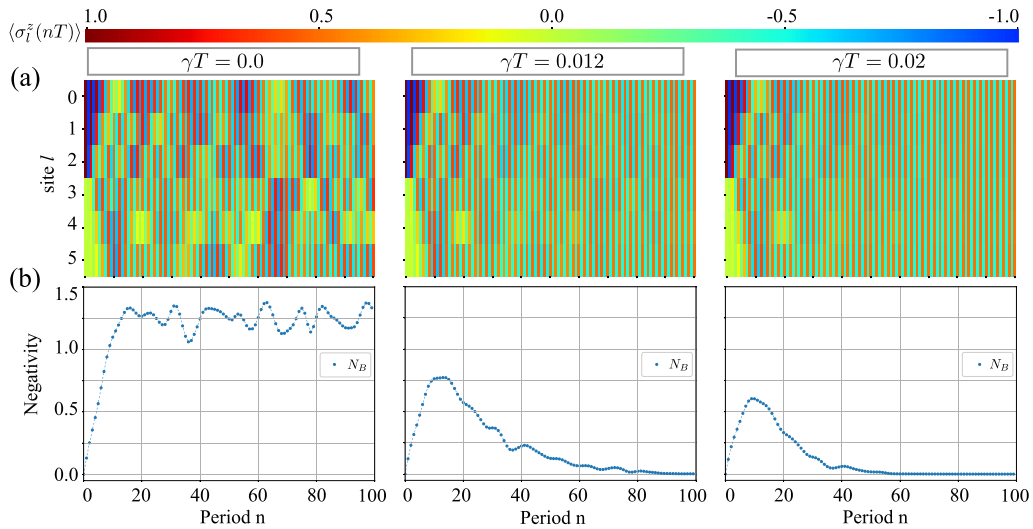 1.0 0.5 0.0 -0.5 -1.0
⟨σ_l^z(nT)⟩
γT = 0.0 γT = 0.012 γT = 0.02
(a)
site l
0
1
2
3
4
5
(b)
Negativity
1.5
1.0
0.5
0.0
N_B N_B N_B
0 20 40 60 80 100 0 20 40 60 80 100 0 20 40 60 80 100
Period n Period n Period n